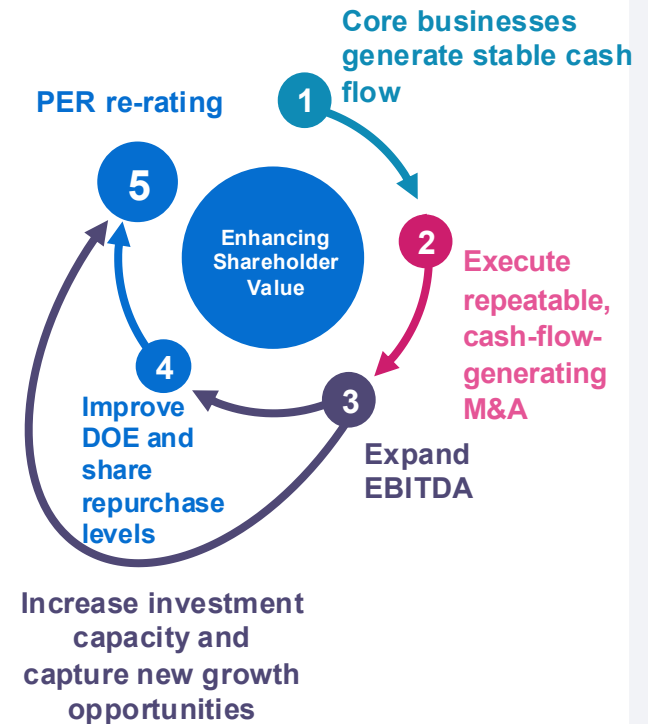 Core businesses
generate stable cash
flow
1
PER re-rating
5
Enhancing
Shareholder
Value
2
Execute
repeatable,
cash-flow-
generating
M&A
4
3
Improve
DOE and
share
repurchase
levels
Expand
EBITDA
Increase investment
capacity and
capture new growth
opportunities